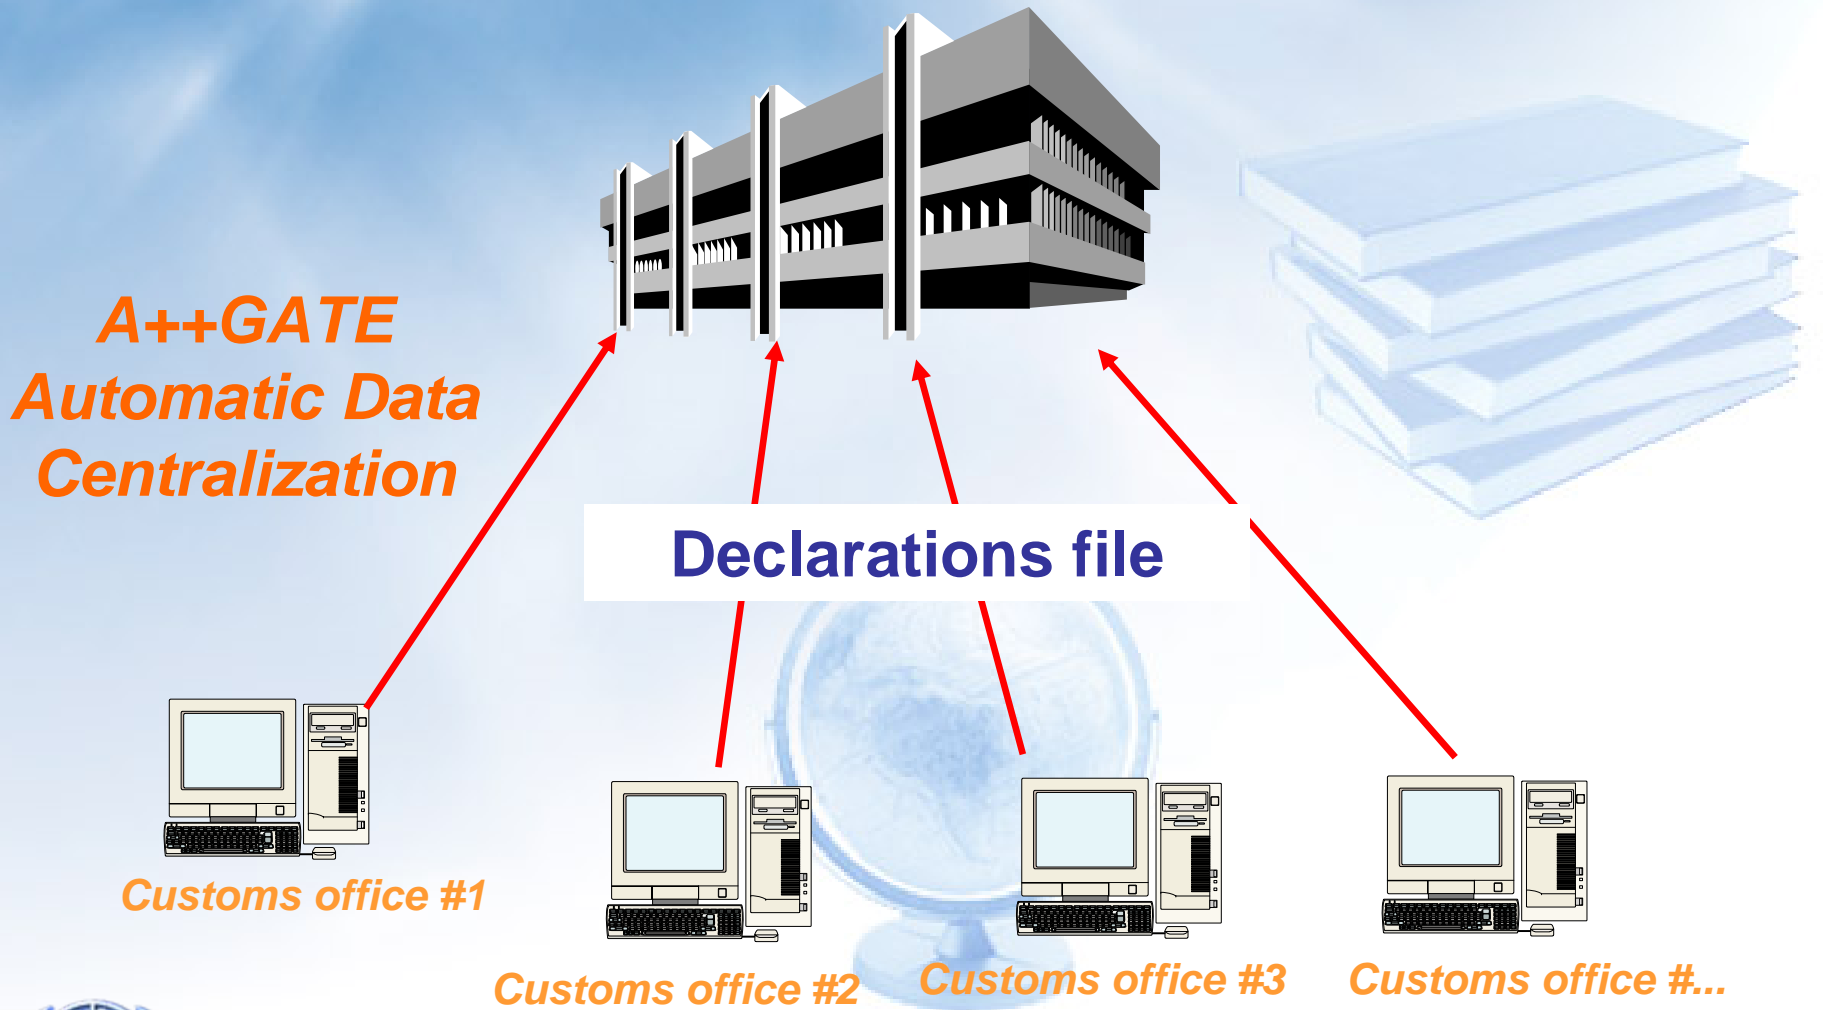 A++GATE
Automatic Data
Centralization
Declarations file
Customs office #1
Customs office #2
Customs office #3
Customs office #...